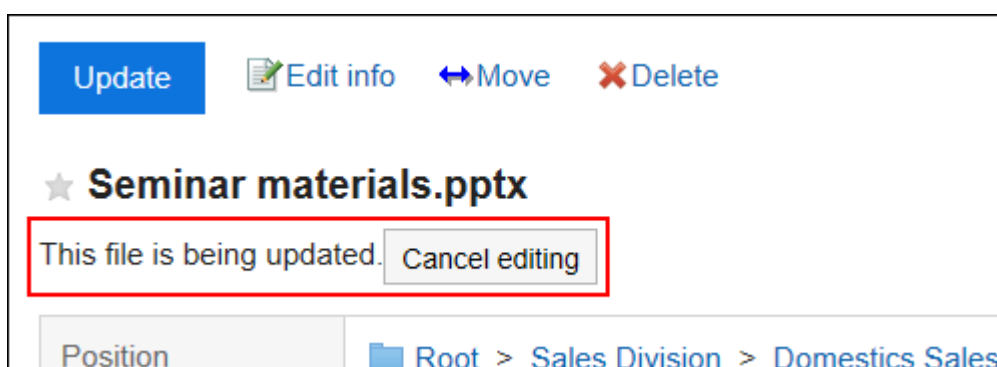 Update Edit info Move Delete
Seminar materials.pptx
This file is being updated. Cancel editing
Position Root > Sales Division > Domestics Sales